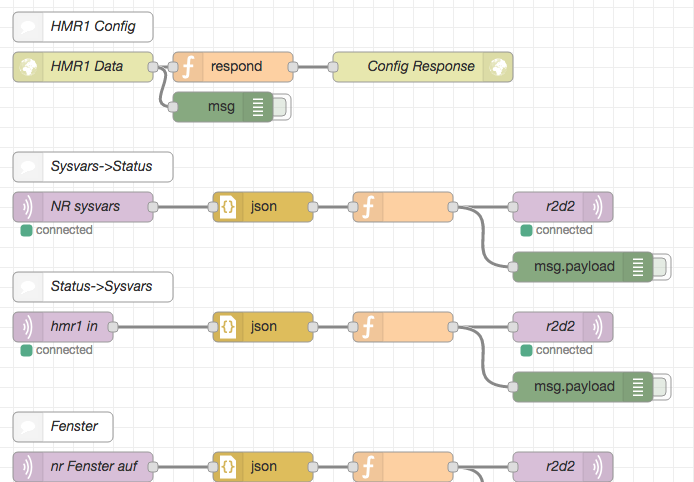 HMR1 Config
HMR1 Data respond Config Response
msg
Sysvars->Status
NR sysvars json r2d2
connected connected
msg.payload
Status->Sysvars
hmr1 in json r2d2
connected connected
msg.payload
Fenster
nr Fenster auf json r2d2